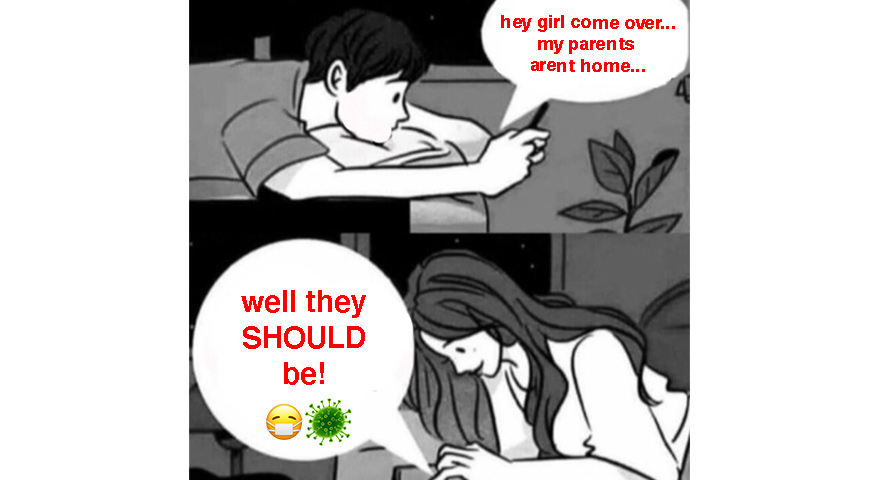 hey girl come over...
my parents
arent home...
well they
SHOULD
be!
😷🦠